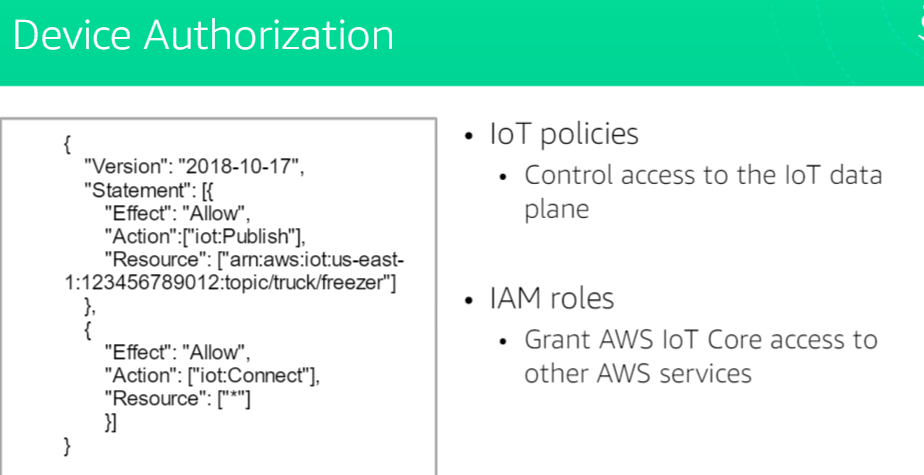 Device Authorization
{
"Version": "2018-10-17",
"Statement": [{
"Effect": "Allow",
"Action":["iot:Publish"],
"Resource": ["arn:aws:iot:us-east-
1:123456789012:topic/truck/freezer"]
},
{
"Effect": "Allow",
"Action": ["iot:Connect"],
"Resource": ["*"]
}]
}
• IoT policies
• Control access to the IoT data
plane
• IAM roles
• Grant AWS IoT Core access to
other AWS services